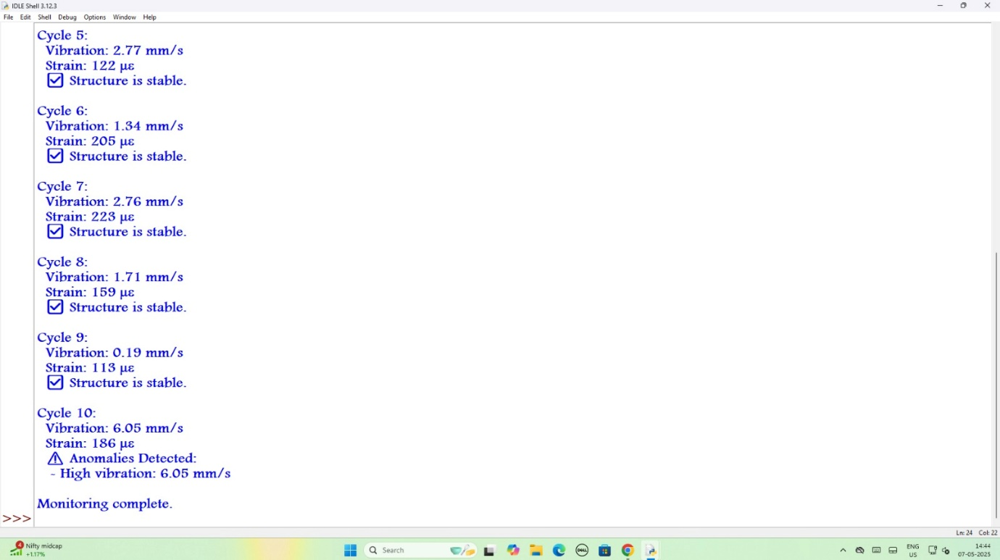 IDLE Shell 3.12.3
File Edit Shell Debug Options Window Help
Cycle 5:
Vibration: 2.77 mm/s
Strain: 122 με
Structure is stable.
Cycle 6:
Vibration: 1.34 mm/s
Strain: 205 με
Structure is stable.
Cycle 7:
Vibration: 2.76 mm/s
Strain: 223 με
Structure is stable.
Cycle 8:
Vibration: 1.71 mm/s
Strain: 159 με
Structure is stable.
Cycle 9:
Vibration: 0.19 mm/s
Strain: 113 με
Structure is stable.
Cycle 10:
Vibration: 6.05 mm/s
Strain: 186 με
Anomalies Detected:
- High vibration: 6.05 mm/s
Monitoring complete.
>>>
Ln: 24 Col: 22
4 Nifty midcap
+1.17%
Search
DELL
ENG
US
14:44
07-05-2025